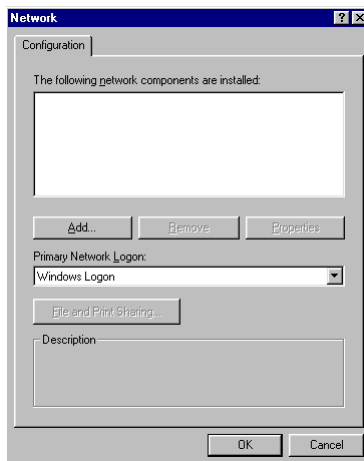 Network
Configuration
The following network components are installed:
Add...
Remove
Properties
Primary Network Logon:
Windows Logon
File and Print Sharing...
Description
OK
Cancel